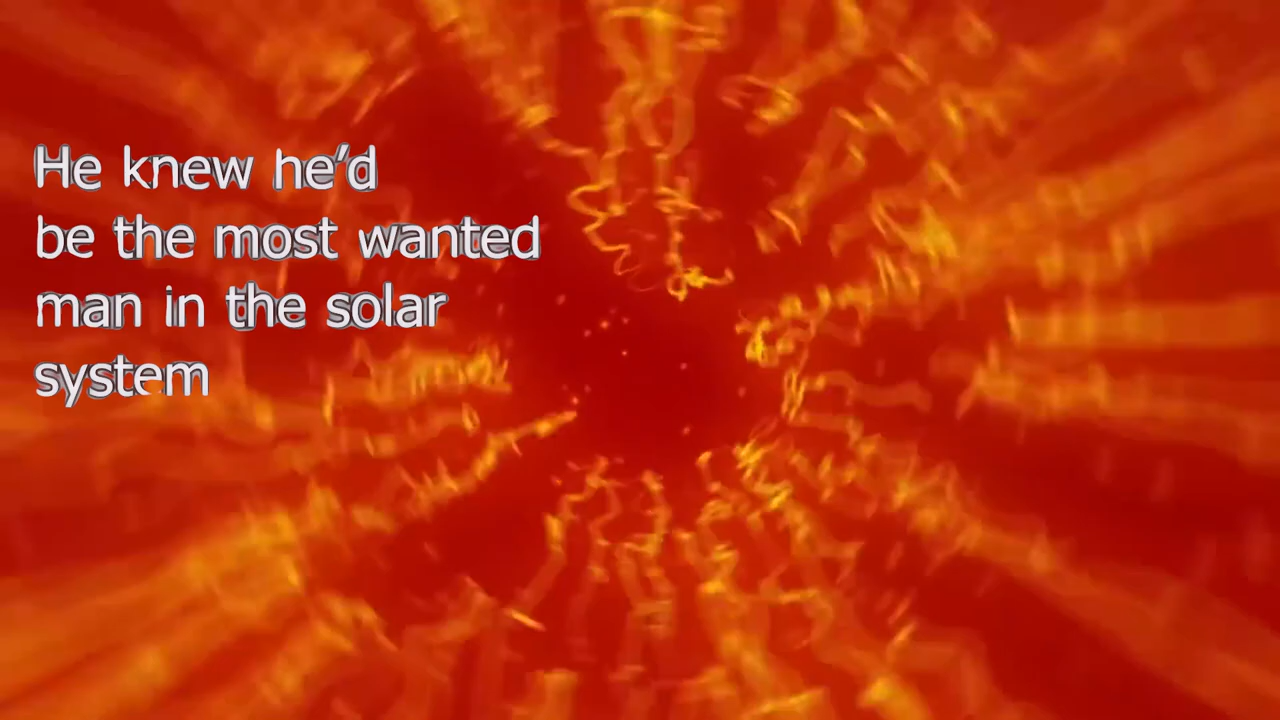 He knew he’d
be the most wanted
man in the solar
system